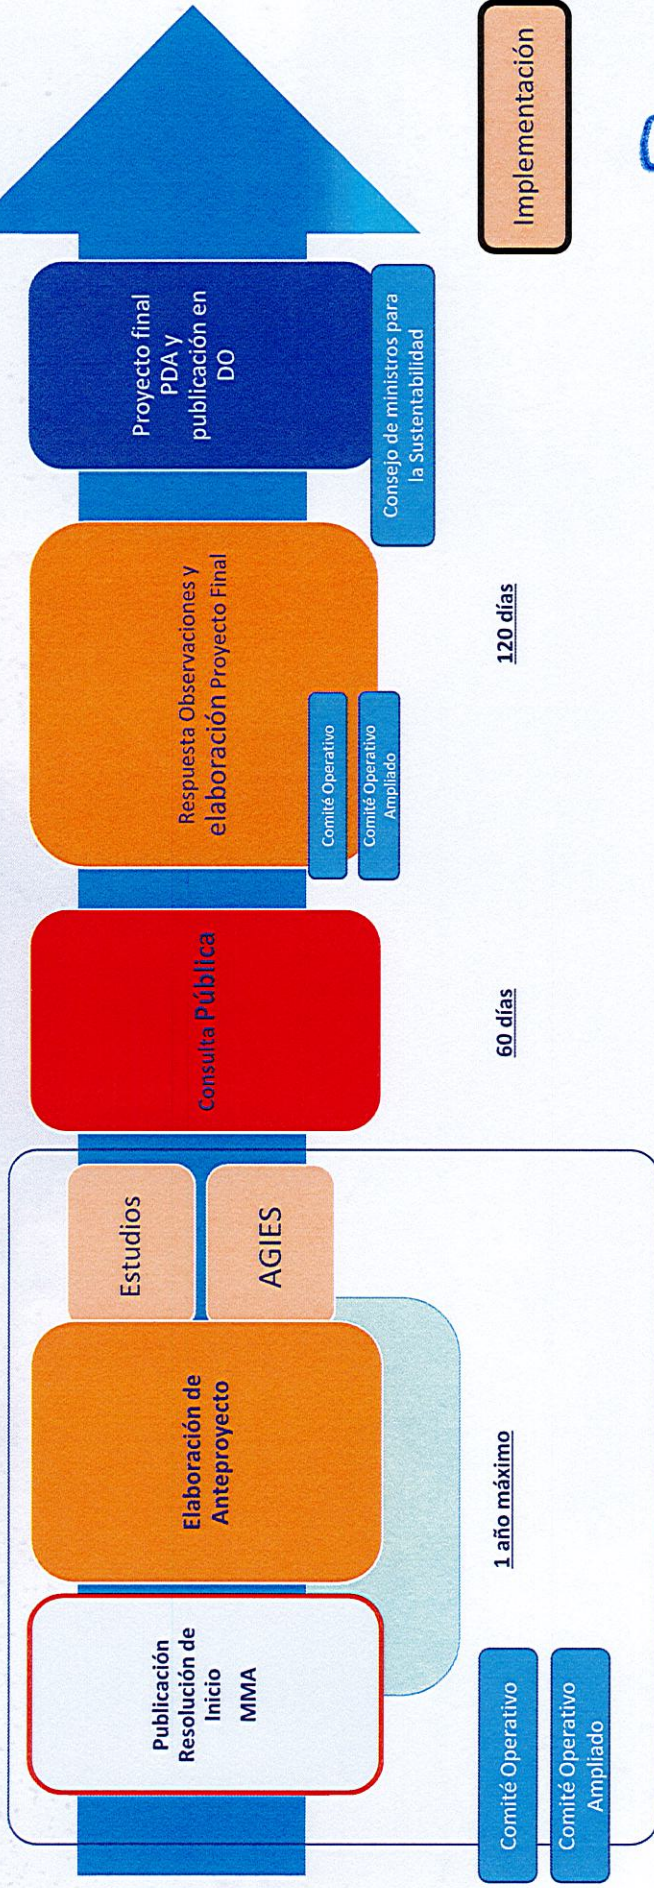 Publicación
Resolución de
Inicio
MMA
Elaboración de
Anteproyecto
Estudios
AGIES
Consulta Pública
Respuesta Observaciones y
elaboración Proyecto Final
Comité Operativo
Comité Operativo
Ampliado
Proyecto final
PDA y
publicación en
DO
Consejo de ministros para
la Sustentabilidad
Comité Operativo
Comité Operativo
Ampliado
1 año máximo
60 días
120 días
Implementación